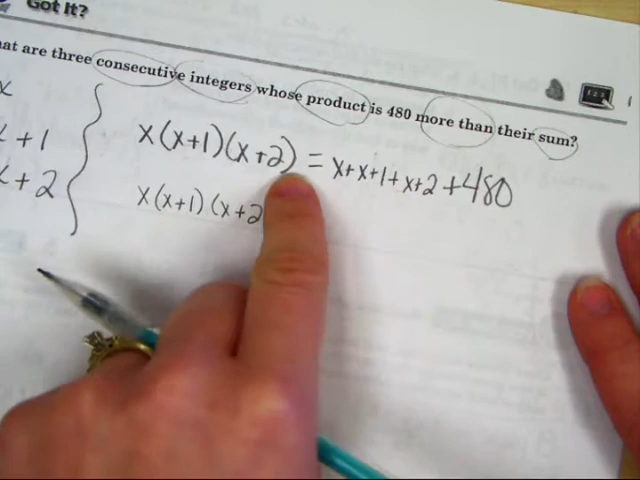 Got It?
at are three consecutive integers whose product is 480 more than their sum?
x
x+1
x+2
x(x+1)(x+2) = x+x+1+x+2+480
x(x+1)(x+2